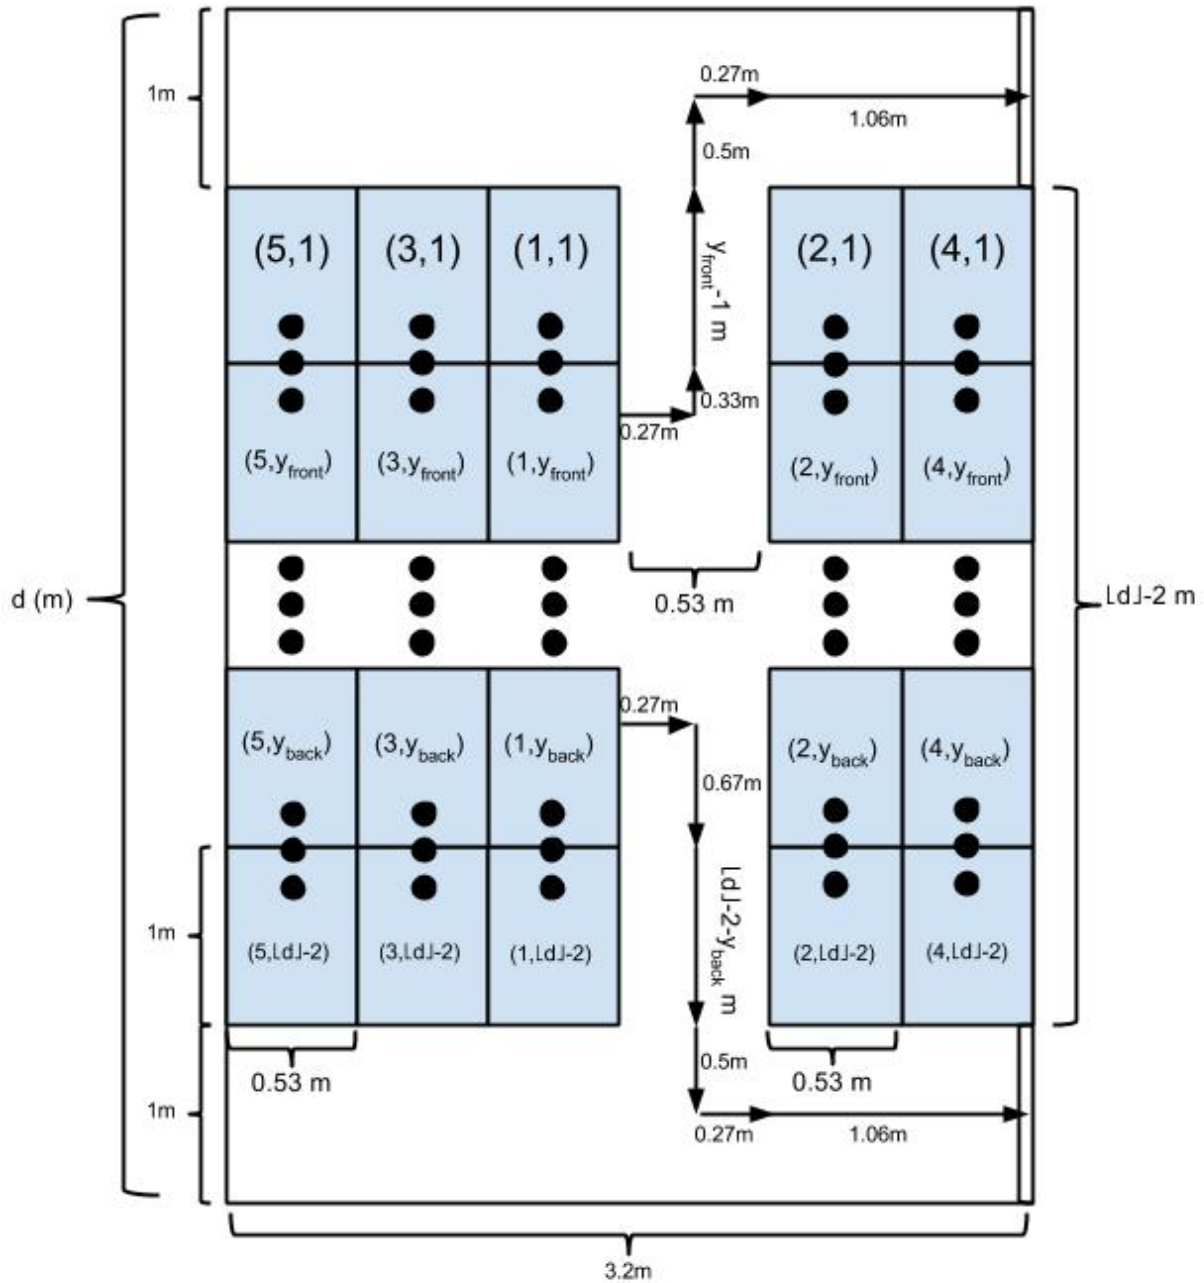 0.27m
1m
1.06m
0.5m
(5,1) (3,1) (1,1) (2,1) (4,1)
y_front-1 m
0.33m
0.27m
(5,y_front) (3,y_front) (1,y_front) (2,y_front) (4,y_front)
0.53 m
d (m)
⌊d⌋-2 m
0.27m
(5,y_back) (3,y_back) (1,y_back) (2,y_back) (4,y_back)
0.67m
⌊d⌋-2-y_back m
1m
(5,⌊d⌋-2) (3,⌊d⌋-2) (1,⌊d⌋-2) (2,⌊d⌋-2) (4,⌊d⌋-2)
0.5m
0.53 m
0.53 m
1m
0.27m
1.06m
3.2m